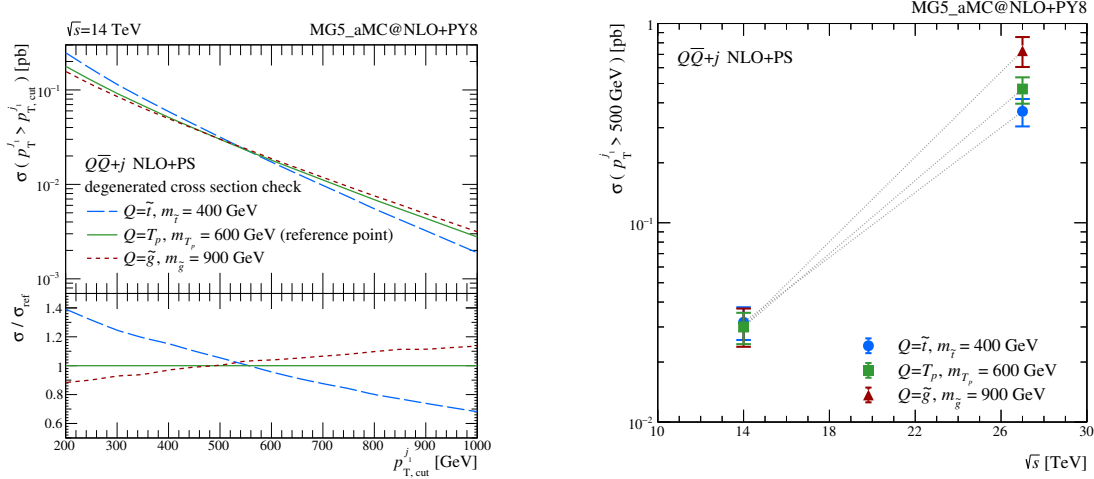 √s=14 TeV MG5_aMC@NLO+PY8
σ ( p_T^{j_1} > p_{T, cut}^{j_1} ) [pb]
10^{-1}
10^{-2}
10^{-3}
QQ̅+j NLO+PS
degenerated cross section check
Q=t̃, m_t̃ = 400 GeV
Q=T_p, m_{T_p} = 600 GeV (reference point)
Q=g̃, m_g̃ = 900 GeV
σ / σ_ref
1.4
1.2
1
0.8
0.6
200 300 400 500 600 700 800 900 1000
p_{T, cut}^{j_1} [GeV]
MG5_aMC@NLO+PY8
σ ( p_T^{j_1} > 500 GeV ) [pb]
1
10^{-1}
10^{-2}
QQ̅+j NLO+PS
Q=t̃, m_t̃ = 400 GeV
Q=T_p, m_{T_p} = 600 GeV
Q=g̃, m_g̃ = 900 GeV
10 14 18 22 26 30
√s [TeV]